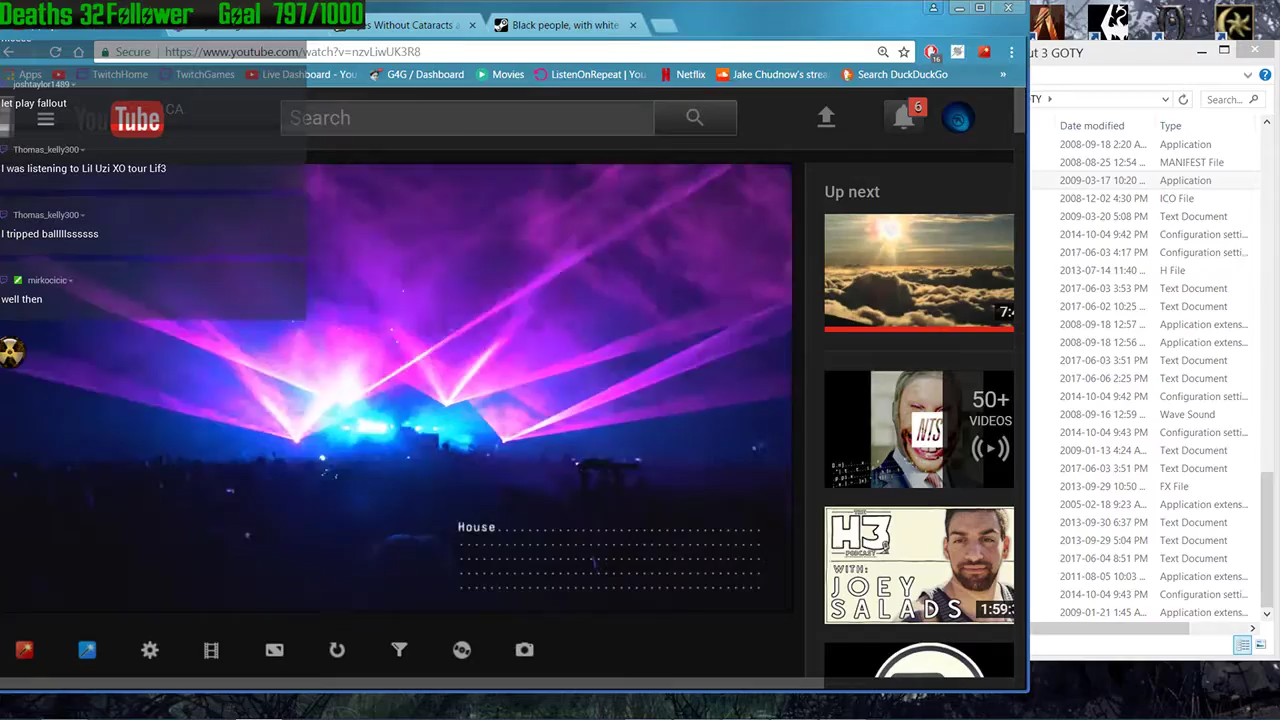 Deaths 32 Follower Goal 797/1000
es Without Cataracts a
Black people, with white
Secure
https://www.youtube.com/watch?v=nzvLiwUK3R8
16
Apps
TwitchHome
TwitchGames
Live Dashboard - You
G4G / Dashboard
Movies
ListenOnRepeat | You
Netflix
Jake Chudnow's strea
Search DuckDuckGo
»
joshtaylor1489
let play fallout
YouTube CA
Search
6
Thomas_kelly300
I was listening to Lil Uzi XO tour Lif3
Thomas_kelly300
I tripped balllllssssss
mirkocicic
well then
House
Up next
7:4
50+
VIDEOS
NTS
THE
H3
PODCAST
WITH:
JOEY
SALADS
1:59:3
ut 3 GOTY
TY
Search...
Date modified Type
2008-09-18 2:20 A... Application
2008-08-25 12:54 ... MANIFEST File
2009-03-17 10:20 ... Application
2008-12-02 4:30 PM ICO File
2009-03-20 5:08 PM Text Document
2014-10-04 9:42 PM Configuration setti...
2017-06-03 4:17 PM Configuration setti...
2013-07-14 11:40 ... H File
2017-06-03 3:53 PM Text Document
2017-06-02 10:25 ... Text Document
2008-09-18 12:57 ... Application extens...
2008-09-18 12:56 ... Application extens...
2017-06-03 3:51 PM Text Document
2017-06-06 2:25 PM Text Document
2014-10-04 9:42 PM Configuration setti...
2008-09-16 12:59 ... Wave Sound
2014-10-04 9:43 PM Configuration setti...
2009-01-13 4:24 A... Text Document
2017-06-03 3:51 PM Text Document
2013-09-29 10:50 ... FX File
2005-02-18 9:23 A... Application extens...
2013-09-30 6:37 PM Text Document
2013-09-29 5:04 PM Text Document
2017-06-04 8:51 PM Text Document
2011-08-05 10:03 ... Application extens...
2014-10-04 9:43 PM Configuration setti...
2009-01-21 1:45 A... Application extens...